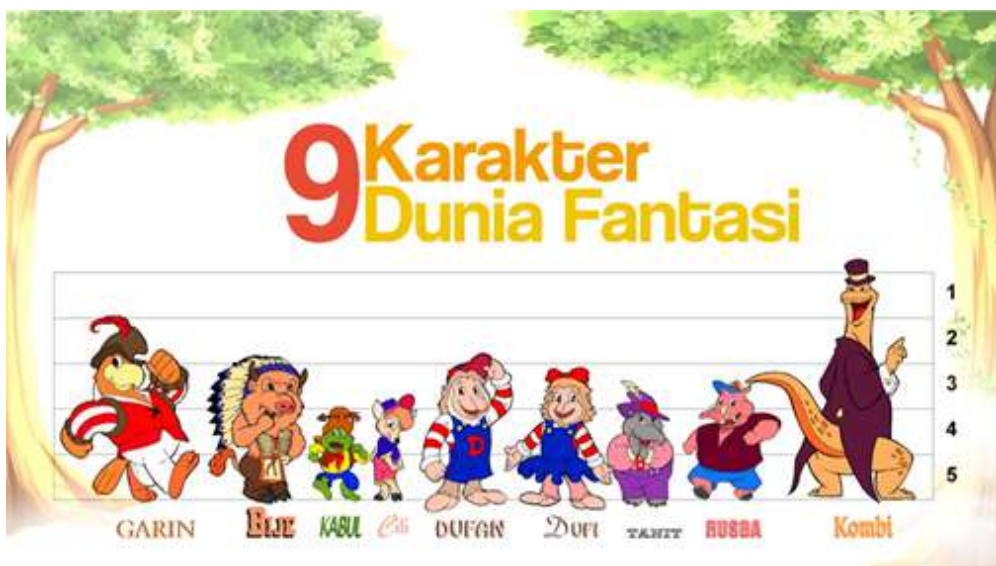 9 Karakter
Dunia Fantasi
1
2
3
4
5
D
GARIN BIJE KABUL Cili DUFAN DUFI TANIT RUSBA Kombi